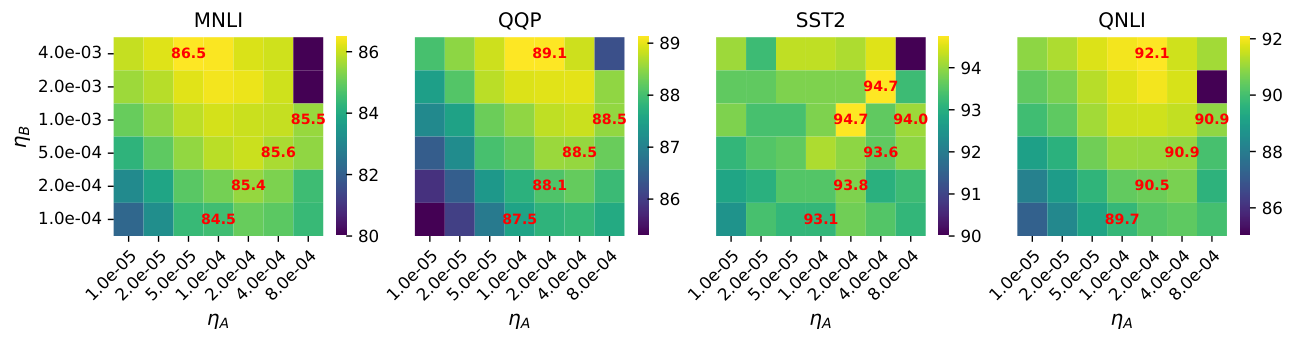 MNLI QQP SST2 QNLI
4.0e-03 86.5 86 89.1 89 92.1 92
2.0e-03 94.7 94
1.0e-03 85.5 84 88.5 88 94.7 94.0 93 90.9 90
η_B
5.0e-04 85.6 88.5 87 93.6 92 90.9 88
2.0e-04 85.4 82 88.1 86 93.8 91 90.5 86
1.0e-04 84.5 80 87.5 93.1 90 89.7
1.0e-05 2.0e-05 5.0e-05 1.0e-04 2.0e-04 4.0e-04 8.0e-04 1.0e-05 2.0e-05 5.0e-05 1.0e-04 2.0e-04 4.0e-04 8.0e-04 1.0e-05 2.0e-05 5.0e-05 1.0e-04 2.0e-04 4.0e-04 8.0e-04 1.0e-05 2.0e-05 5.0e-05 1.0e-04 2.0e-04 4.0e-04 8.0e-04
η_A η_A η_A η_A